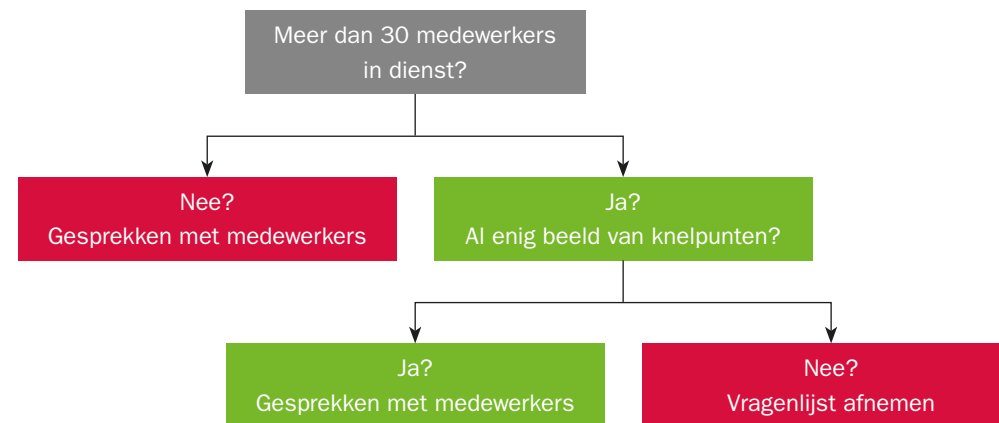 Meer dan 30 medewerkers
in dienst?
Nee?
Gesprekken met medewerkers
Ja?
Al enig beeld van knelpunten?
Ja?
Gesprekken met medewerkers
Nee?
Vragenlijst afnemen